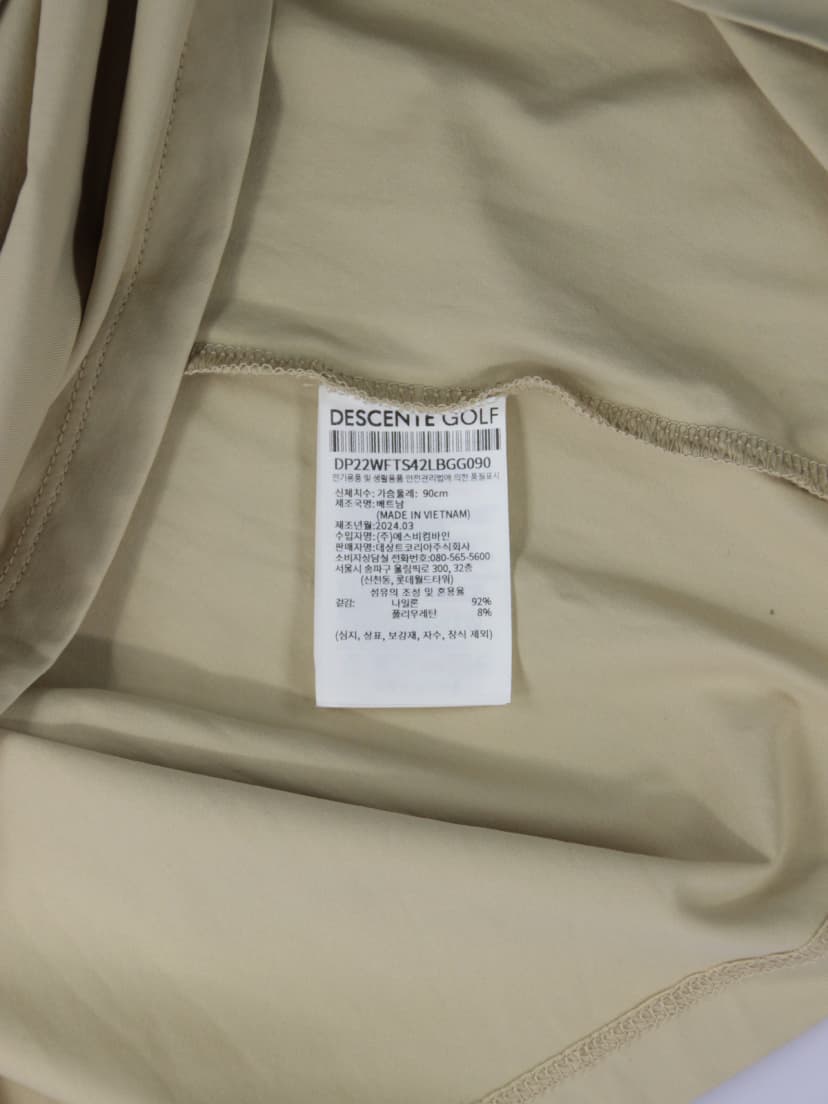 DESCENTE GOLF
DP22WFTS42LBGG090
전기용품 및 생활용품 안전관리법에 의한 품질표시
신체치수: 가슴둘레: 90cm
제조국명:베트남
(MADE IN VIETNAM)
제조년월:2024.03
수입자명:(주)에스비컴바인
판매자명:데상트코리아주식회사
소비자상담실 전화번호:080-565-5600
서울시 송파구 올림픽로 300, 32층
(신천동, 롯데월드타워)
섬유의 조성 및 혼용율
겉감: 나일론 92%
폴리우레탄 8%
(심지, 상표, 보강재, 자수, 장식 제외)